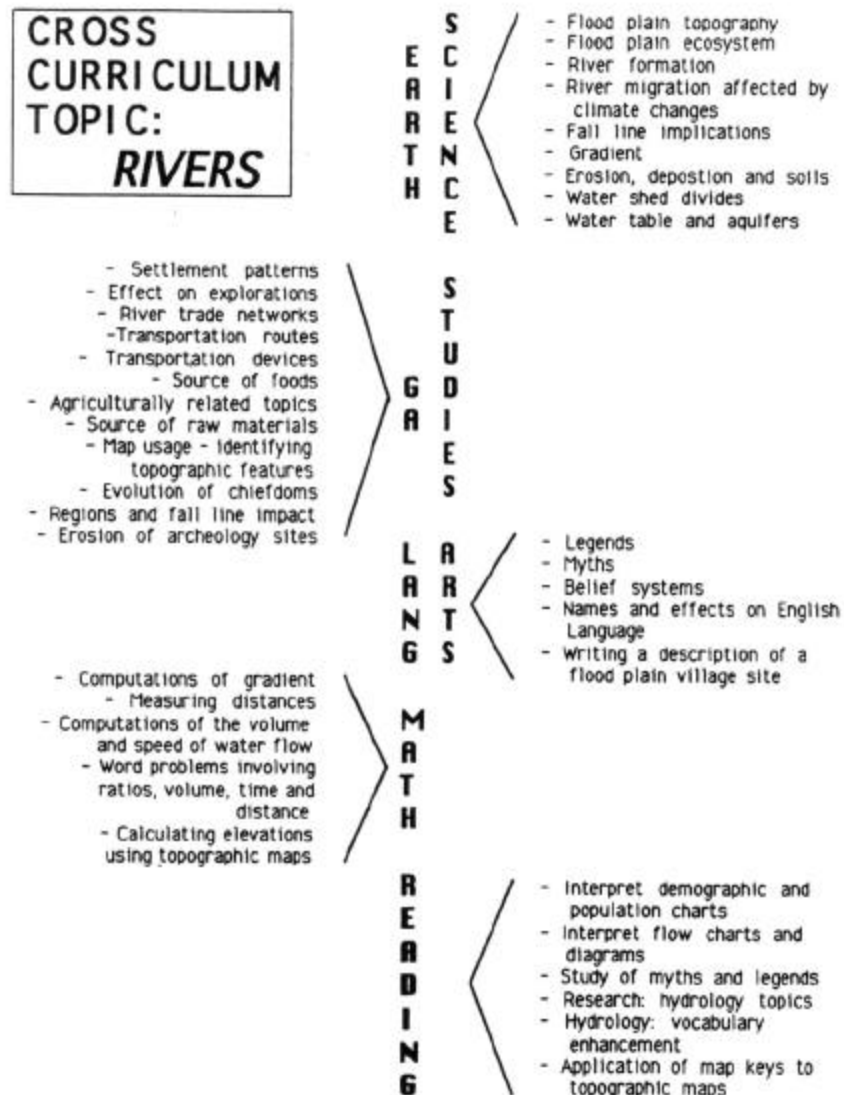 CROSS
CURRICULUM
TOPIC:
RIVERS
EARTH SCIENCE
- Flood plain topography
- Flood plain ecosystem
- River formation
- River migration affected by
climate changes
- Fall line implications
- Gradient
- Erosion, depostion and soils
- Water shed divides
- Water table and aquifers
- Settlement patterns
- Effect on explorations
- River trade networks
-Transportation routes
- Transportation devices
- Source of foods
- Agriculturally related topics
- Source of raw materials
- Map usage - identifying
topographic features
- Evolution of chiefdoms
- Regions and fall line impact
- Erosion of archeology sites
GA STUDIES
LANG ARTS
- Legends
- Myths
- Belief systems
- Names and effects on English
Language
- Writing a description of a
flood plain village site
- Computations of gradient
- Measuring distances
- Computations of the volume
and speed of water flow
- Word problems involving
ratios, volume, time and
distance
- Calculating elevations
using topographic maps
MATH
READING
- Interpret demographic and
population charts
- Interpret flow charts and
diagrams
- Study of myths and legends
- Research: hydrology topics
- Hydrology: vocabulary
enhancement
- Application of map keys to
topographic maps